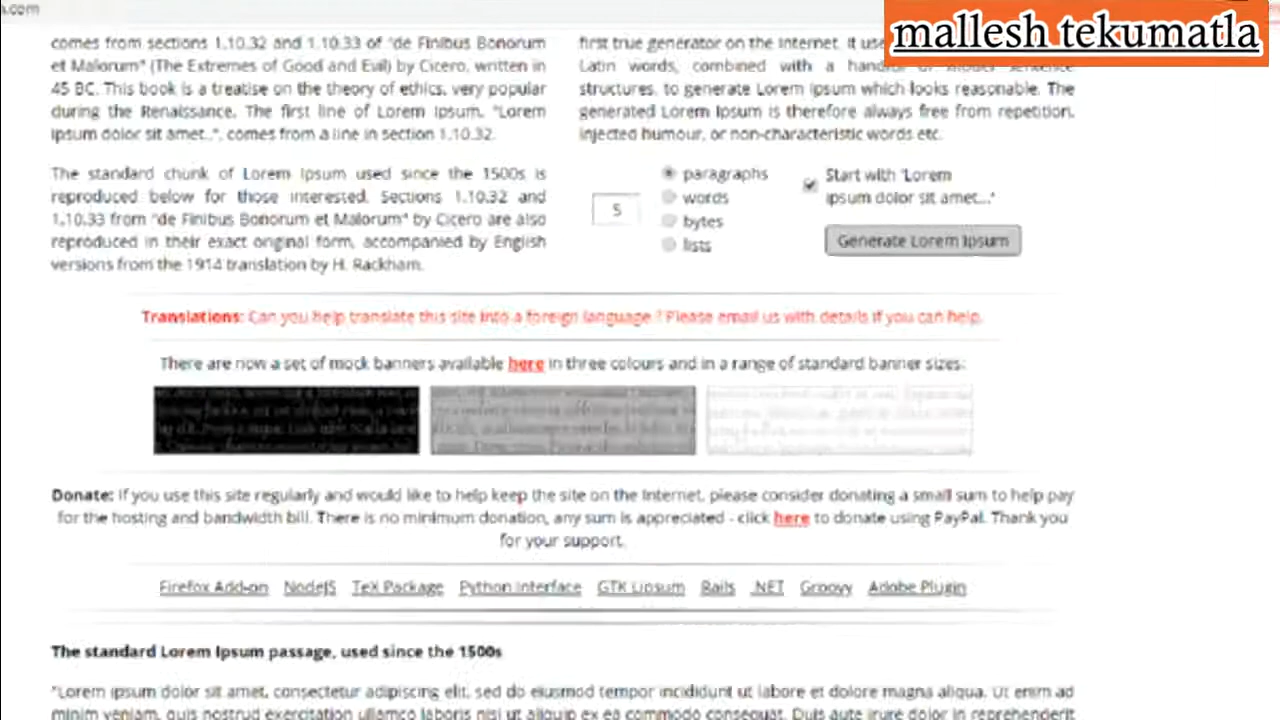 a.com
mallesh tekumatla
comes from sections 1.10.32 and 1.10.33 of "de Finibus Bonorum
et Malorum" (The Extremes of Good and Evil) by Cicero, written in
45 BC. This book is a treatise on the theory of ethics, very popular
during the Renaissance. The first line of Lorem Ipsum, "Lorem
ipsum dolor sit amet..", comes from a line in section 1.10.32.
The standard chunk of Lorem Ipsum used since the 1500s is
reproduced below for those interested. Sections 1.10.32 and
1.10.33 from "de Finibus Bonorum et Malorum" by Cicero are also
reproduced in their exact original form, accompanied by English
versions from the 1914 translation by H. Rackham.
first true generator on the Internet. It
Latin words, combined with a sentence
structures, to generate Lorem Ipsum which looks reasonable. The
generated Lorem Ipsum is therefore always free from repetition,
injected humour, or non-characteristic words etc.
5
paragraphs
words
bytes
lists
Start with 'Lorem
ipsum dolor sit amet...'
Generate Lorem Ipsum
Translations: Can you help translate this site into a foreign language ? Please email us with details if you can help.
There are now a set of mock banners available here in three colours and in a range of standard banner sizes:
Donate: If you use this site regularly and would like to help keep the site on the Internet, please consider donating a small sum to help pay
for the hosting and bandwidth bill. There is no minimum donation, any sum is appreciated - click here to donate using PayPal. Thank you
for your support.
Firefox Add-on NodeJS TeX Package Python Interface GTK Lipsum Rails .NET Groovy Adobe Plugin
The standard Lorem Ipsum passage, used since the 1500s
"Lorem ipsum dolor sit amet, consectetur adipiscing elit, sed do eiusmod tempor incididunt ut labore et dolore magna aliqua. Ut enim ad
minim veniam, quis nostrud exercitation ullamco laboris nisi ut aliquip ex ea commodo consequat. Duis aute irure dolor in reprehenderit